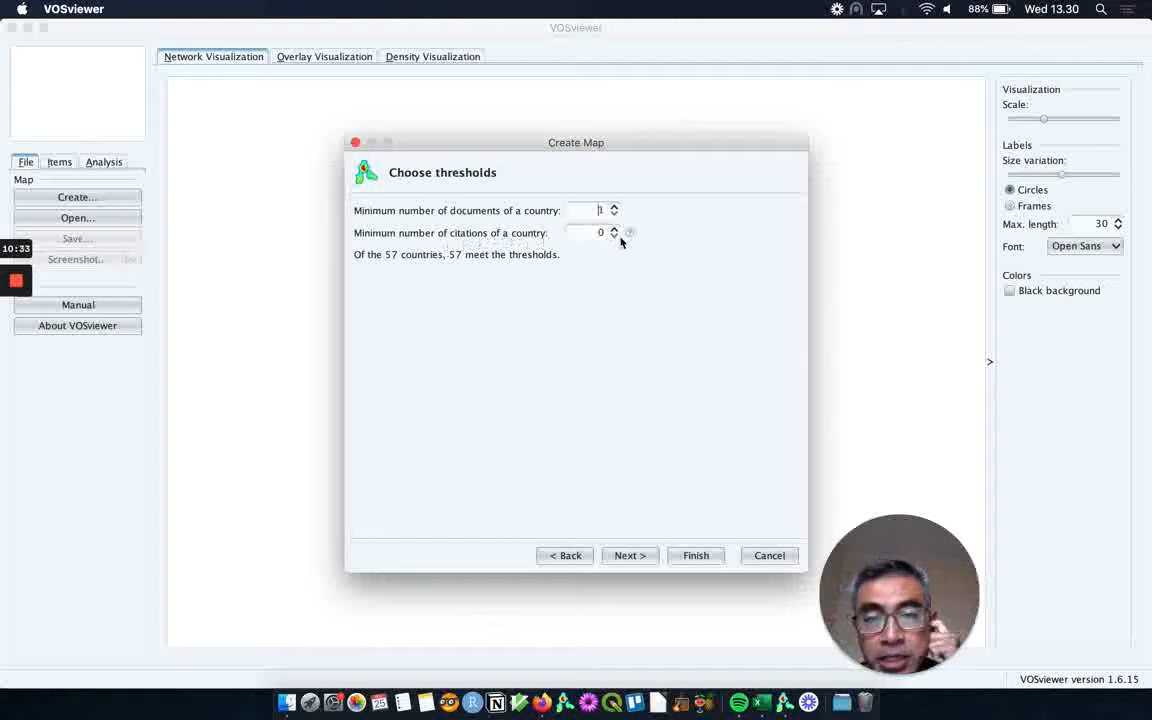 VOSviewer
88%
Wed 13.30
VOSviewer
Network Visualization
Overlay Visualization
Density Visualization
File
Items
Analysis
Map
Create...
Open...
Save...
Screenshot...
Manual
About VOSviewer
10:33
Create Map
Choose thresholds
Minimum number of documents of a country: 1
Minimum number of citations of a country: 0
Of the 57 countries, 57 meet the thresholds.
< Back
Next >
Finish
Cancel
Visualization
Scale:
Labels
Size variation:
Circles
Frames
Max. length: 30
Font: Open Sans
Colors
Black background
>
VOSviewer version 1.6.15